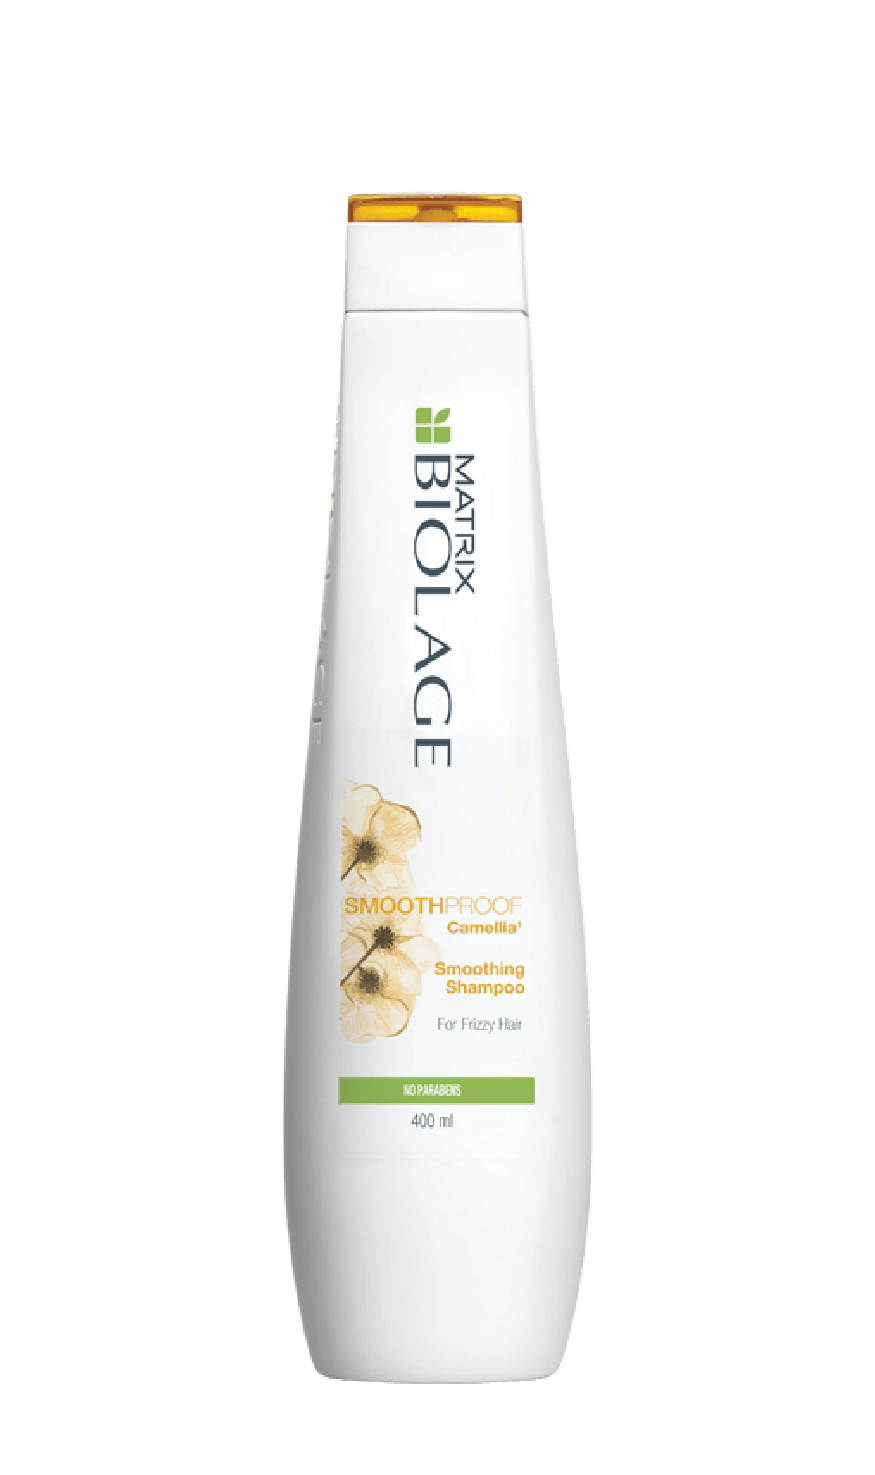 MATRIX
BIOLAGE
SMOOTHPROOF
Camellia¹
Smoothing
Shampoo
For Frizzy Hair
NO PARABENS
400 ml